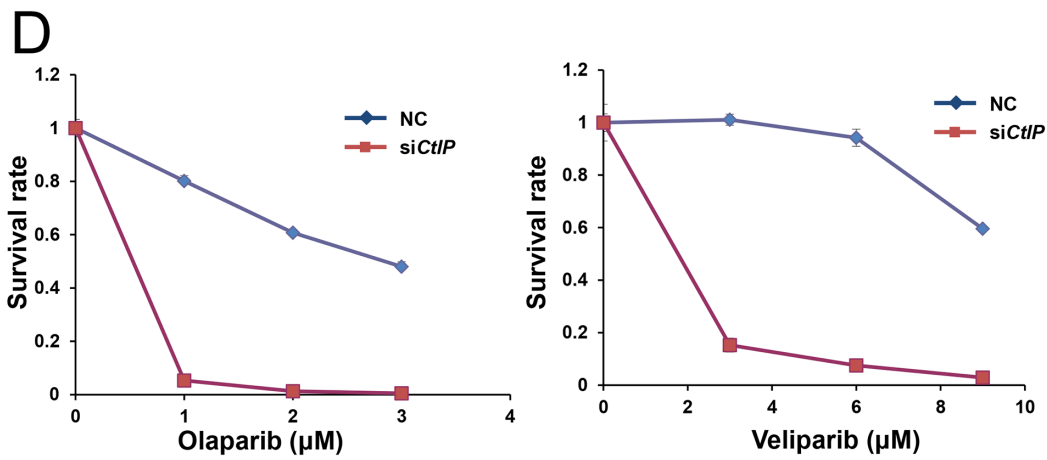 D
1.2
1
0.8
0.6
0.4
0.2
0
0 1 2 3 4
Survival rate
Olaparib (µM)
NC
siCtIP
1.2
1
0.8
0.6
0.4
0.2
0
0 2 4 6 8 10
Survival rate
Veliparib (µM)
NC
siCtIP